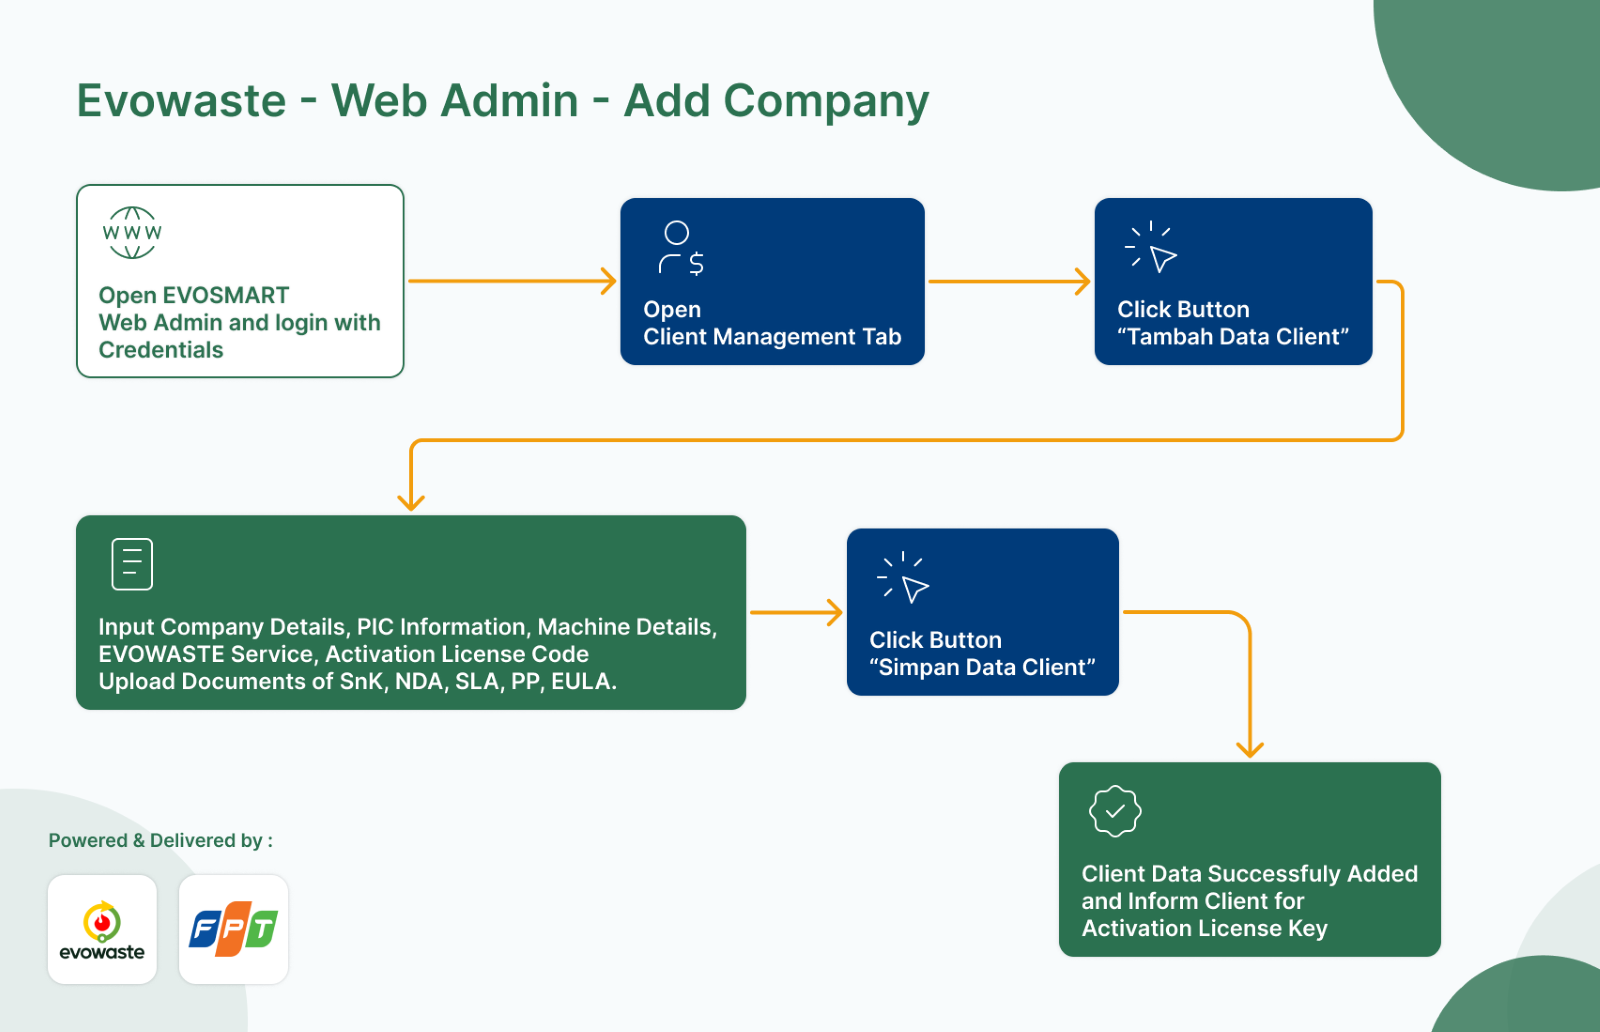 Evowaste - Web Admin - Add Company
WWW
Open EVOSMART
Web Admin and login with
Credentials
$
Open
Client Management Tab
Click Button
“Tambah Data Client”
Input Company Details, PIC Information, Machine Details,
EVOWASTE Service, Activation License Code
Upload Documents of SnK, NDA, SLA, PP, EULA.
Click Button
“Simpan Data Client”
Client Data Successfuly Added
and Inform Client for
Activation License Key
Powered & Delivered by :
evowaste
FPT